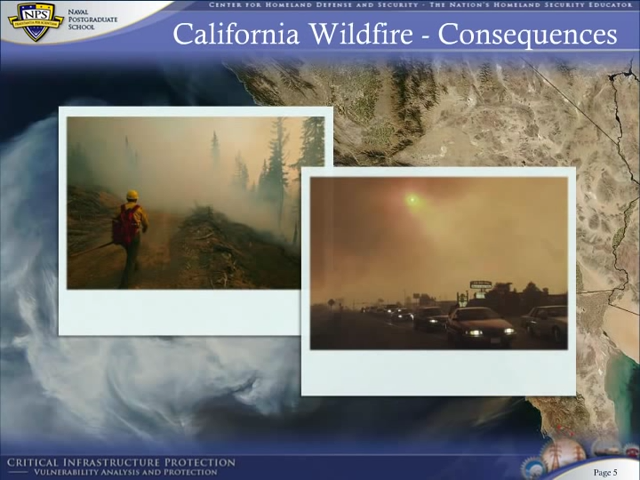 NPS
NAVAL
POSTGRADUATE
SCHOOL
CENTER FOR HOMELAND DEFENSE AND SECURITY · THE NATION'S HOMELAND SECURITY EDUCATOR
California Wildfire - Consequences
CRITICAL INFRASTRUCTURE PROTECTION
VULNERABILITY ANALYSIS AND PROTECTION
Page 5